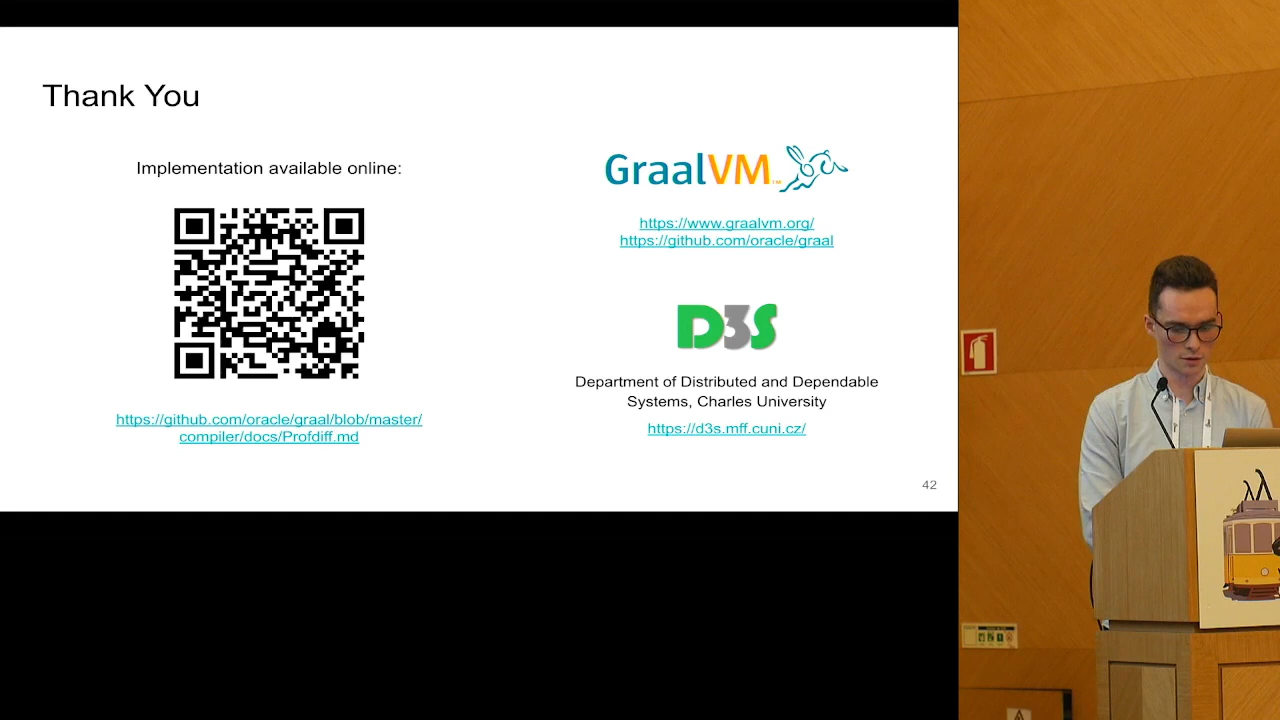 Thank You
Implementation available online:
https://github.com/oracle/graal/blob/master/
compiler/docs/Profdiff.md
GraalVM™
https://www.graalvm.org/
https://github.com/oracle/graal
D3S
Department of Distributed and Dependable
Systems, Charles University
https://d3s.mff.cuni.cz/
42